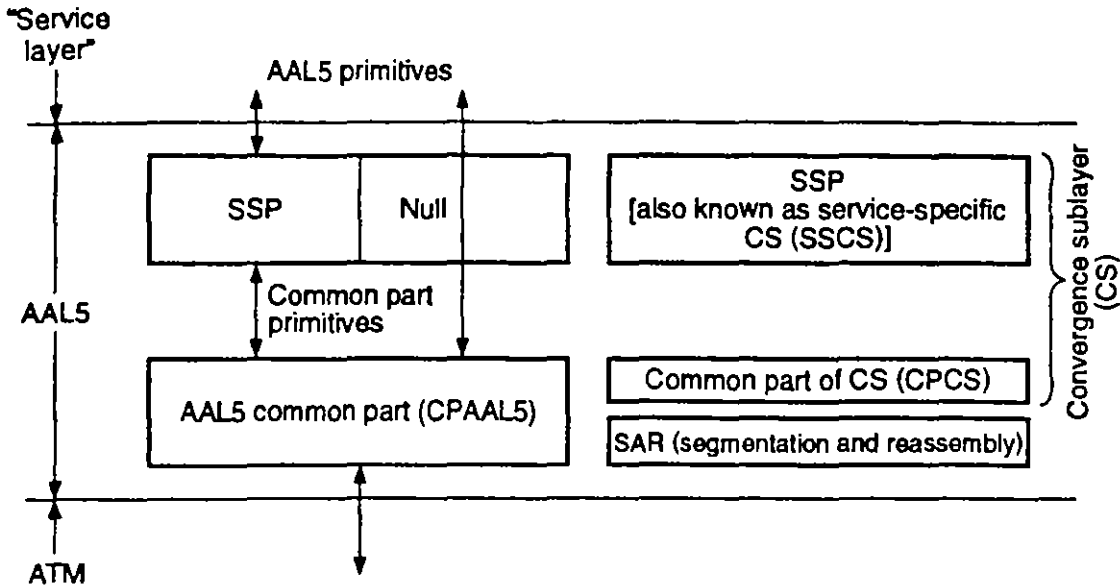 "Service
layer"
AAL5 primitives
SSP
Null
SSP
[also known as service-specific
CS (SSCS)]
Convergence sublayer
(CS)
AAL5
Common part
primitives
AAL5 common part (CPAAL5)
Common part of CS (CPCS)
SAR (segmentation and reassembly)
ATM